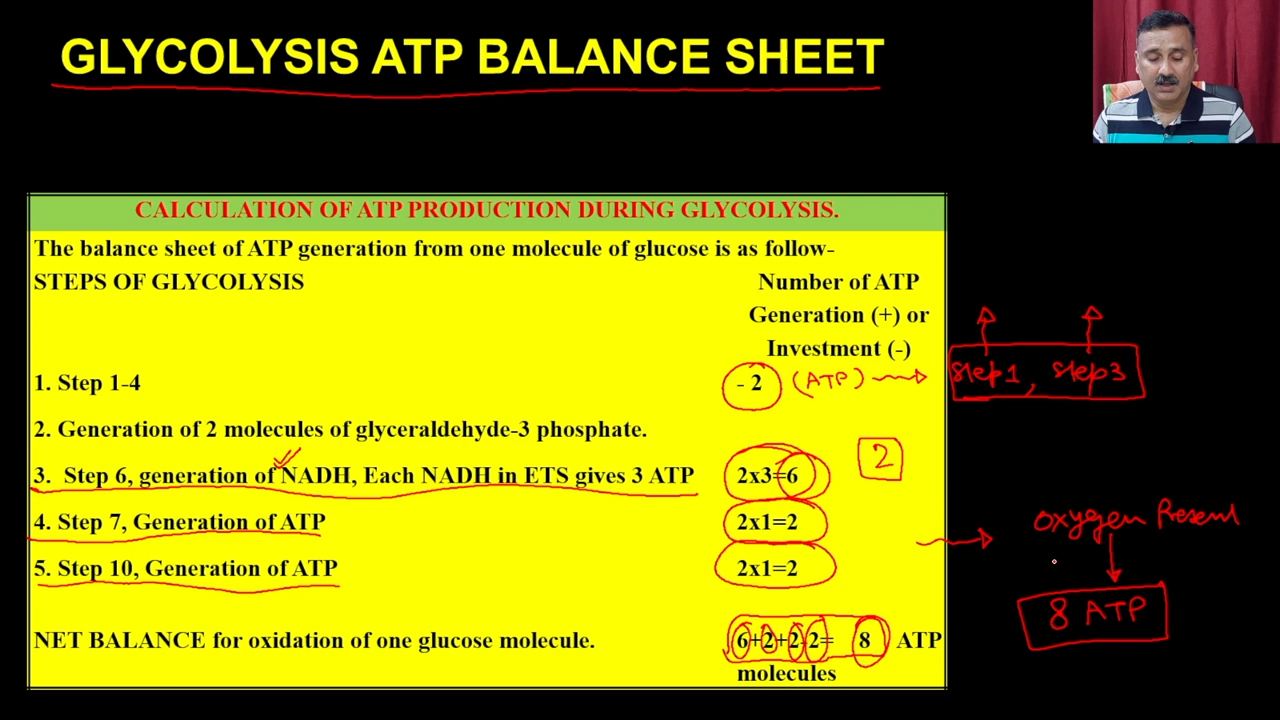 GLYCOLYSIS ATP BALANCE SHEET
CALCULATION OF ATP PRODUCTION DURING GLYCOLYSIS.
The balance sheet of ATP generation from one molecule of glucose is as follow-
STEPS OF GLYCOLYSIS Number of ATP
Generation (+) or
Investment (-)
1. Step 1-4 - 2 (ATP) step1, step3
2. Generation of 2 molecules of glyceraldehyde-3 phosphate.
2
3. Step 6, generation of NADH, Each NADH in ETS gives 3 ATP 2x3=6
4. Step 7, Generation of ATP 2x1=2 oxygen Present
5. Step 10, Generation of ATP 2x1=2
8 ATP
NET BALANCE for oxidation of one glucose molecule. 6+2+2-2= 8 ATP
molecules